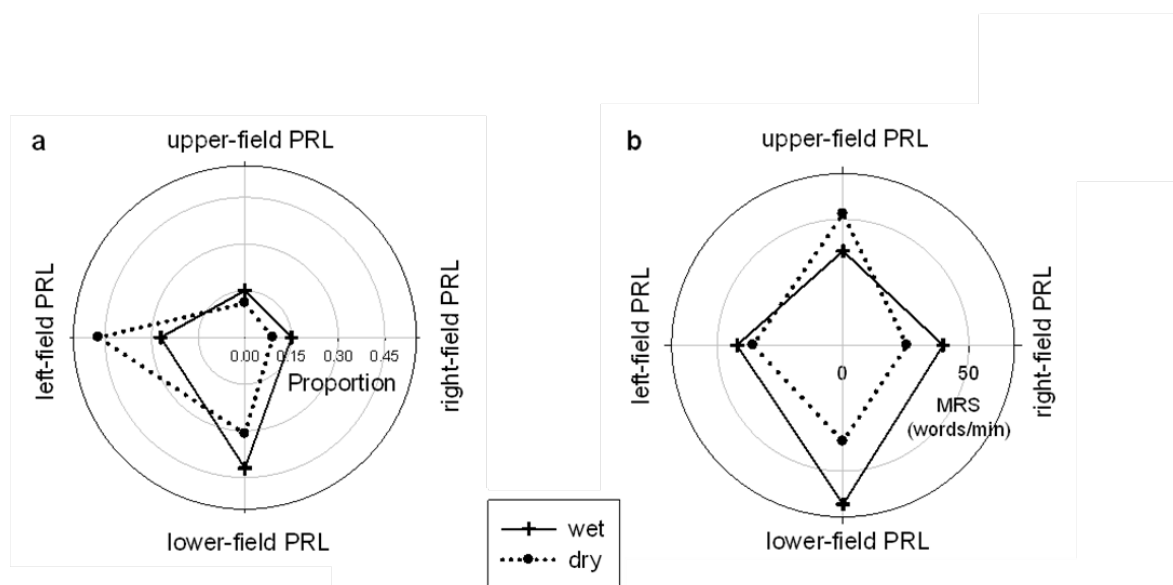 a
upper-field PRL
left-field PRL
right-field PRL
0.00 0.15 0.30 0.45
Proportion
lower-field PRL
b
upper-field PRL
left-field PRL
right-field PRL
0 50
MRS
(words/min)
lower-field PRL
wet
dry